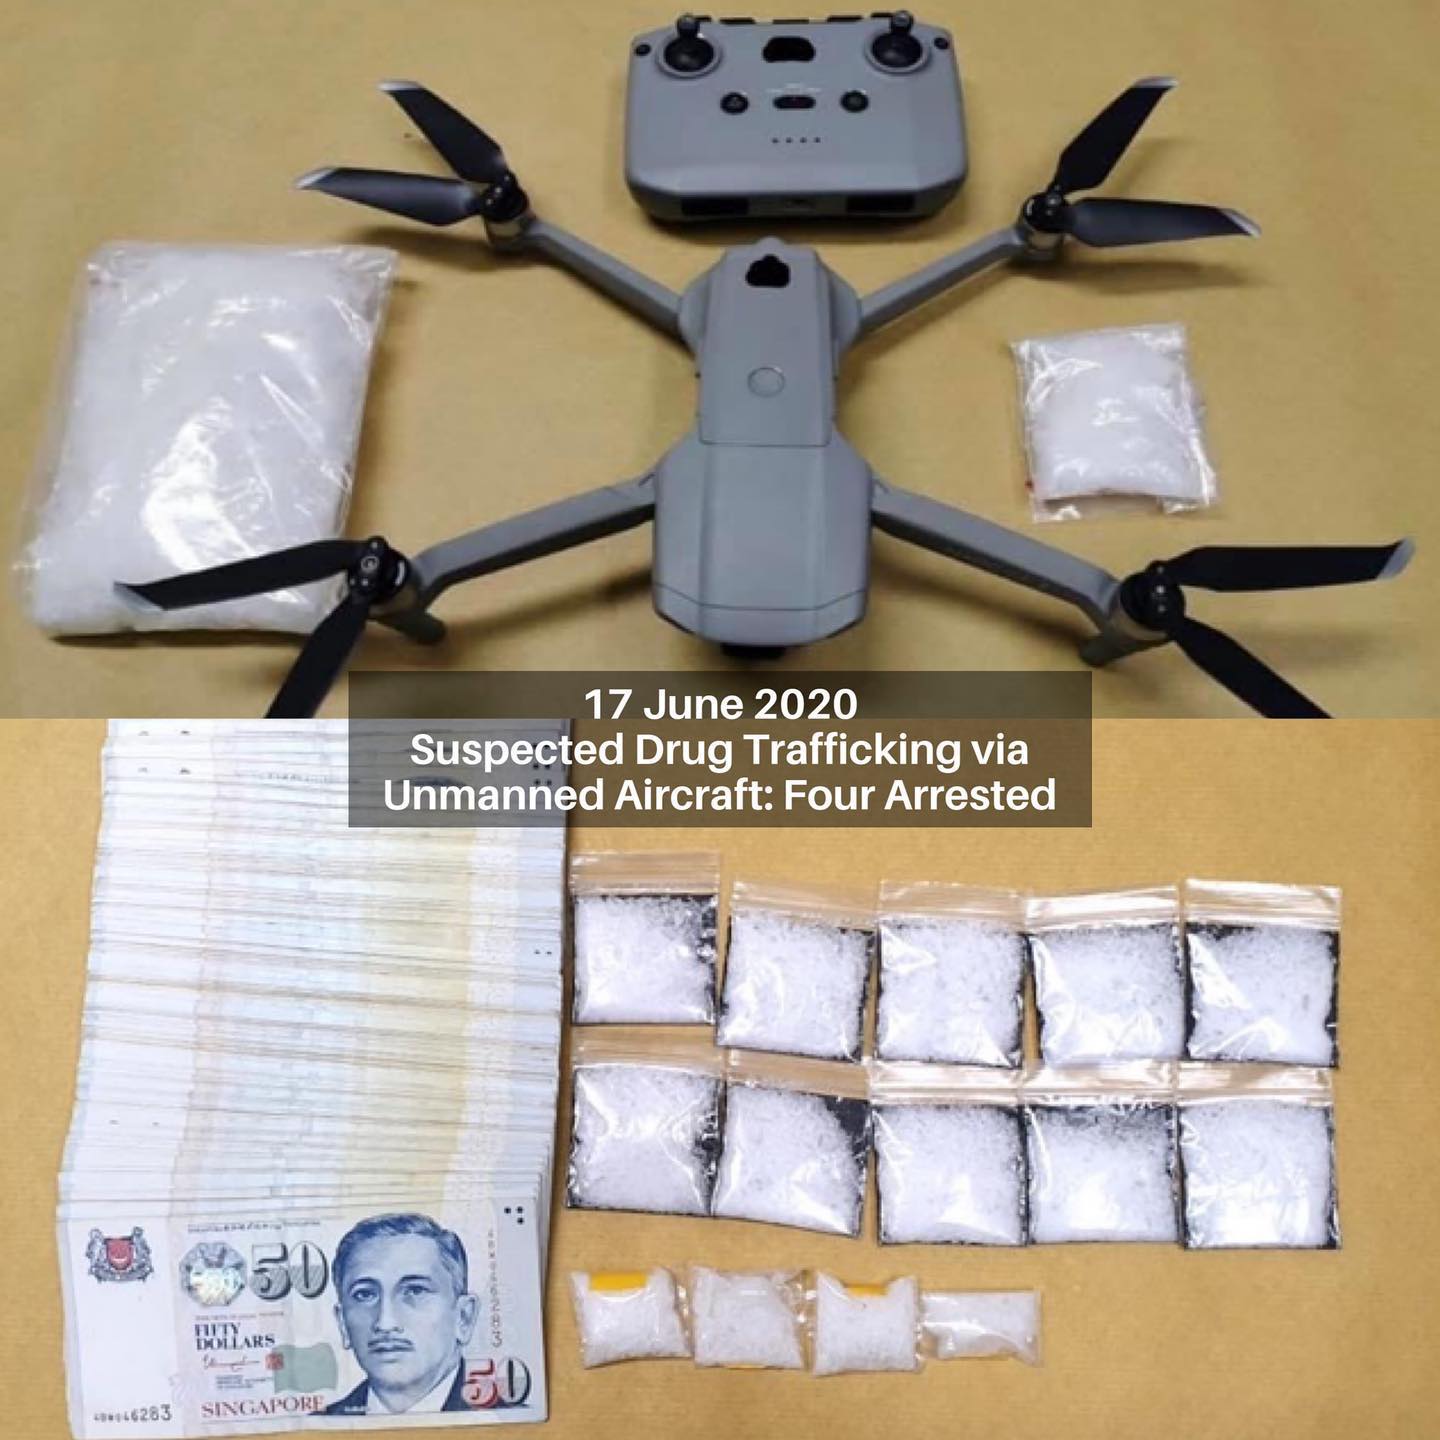 17 June 2020
Suspected Drug Trafficking via
Unmanned Aircraft: Four Arrested
50
FIFTY
DOLLARS
SINGAPORE
50